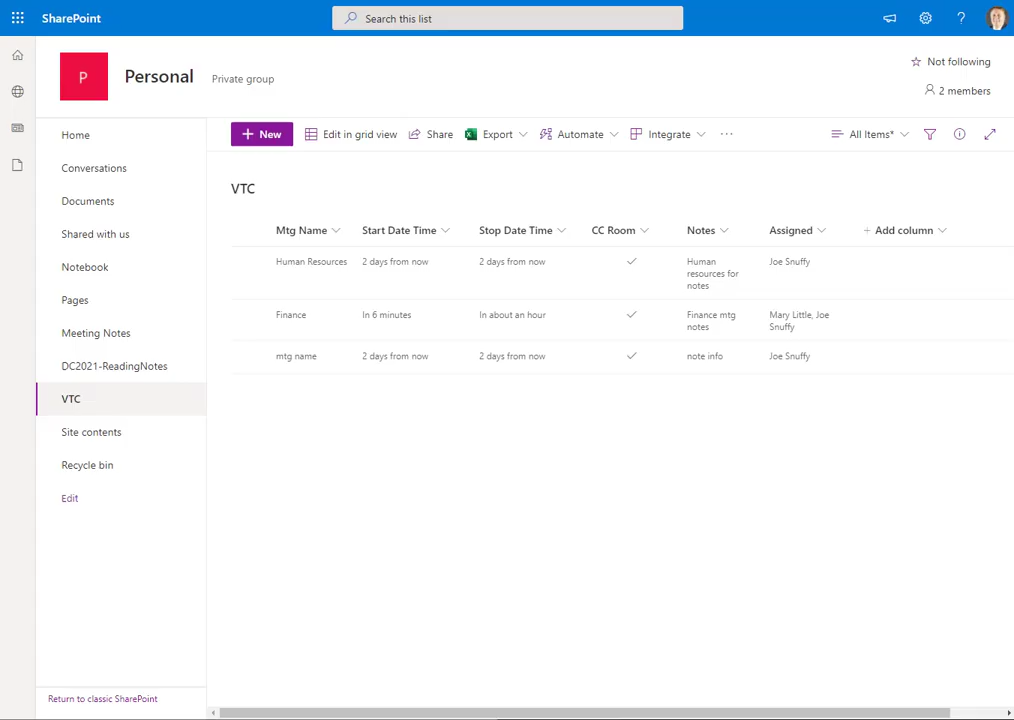 SharePoint
Search this list
?
P
Personal
Private group
Not following
2 members
Home
Conversations
Documents
Shared with us
Notebook
Pages
Meeting Notes
DC2021-ReadingNotes
VTC
Site contents
Recycle bin
Edit
Return to classic SharePoint
+ New
Edit in grid view
Share
Export
Automate
Integrate
···
All Items*
VTC
Mtg Name
Start Date Time
Stop Date Time
CC Room
Notes
Assigned
+ Add column
Human Resources
2 days from now
2 days from now
Human
resources for
notes
Joe Snuffy
Finance
In 6 minutes
In about an hour
Finance mtg
notes
Mary Little, Joe
Snuffy
mtg name
2 days from now
2 days from now
note info
Joe Snuffy